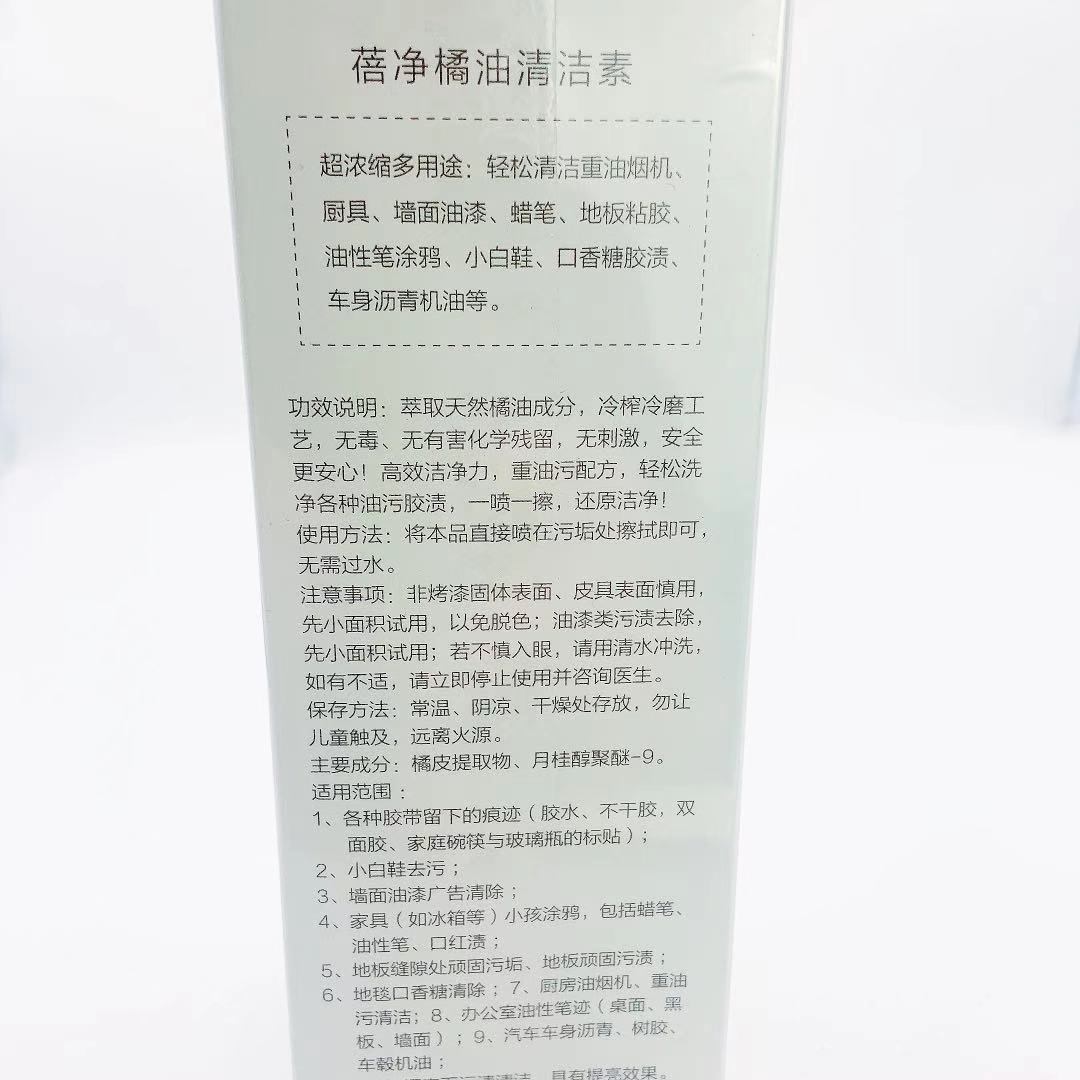 蓓净橘油清洁素
超浓缩多用途：轻松清洁重油烟机、
厨具、墙面油漆、蜡笔、地板粘胶、
油性笔涂鸦、小白鞋、口香糖胶渍、
车身沥青机油等。
功效说明：萃取天然橘油成分，冷榨冷磨工
艺，无毒、无有害化学残留，无刺激，安全
更安心！高效洁净力，重油污配方，轻松洗
净各种油污胶渍，一喷一擦，还原洁净！
使用方法：将本品直接喷在污垢处擦拭即可，
无需过水。
注意事项：非烤漆固体表面、皮具表面慎用，
先小面积试用，以免脱色；油漆类污渍去除，
先小面积试用；若不慎入眼，请用清水冲洗，
如有不适，请立即停止使用并咨询医生。
保存方法：常温、阴凉、干燥处存放，勿让
儿童触及，远离火源。
主要成分：橘皮提取物、月桂醇聚醚-9。
适用范围：
1、各种胶带留下的痕迹（胶水、不干胶，双
面胶、家庭碗筷与玻璃瓶的标贴）；
2、小白鞋去污；
3、墙面油漆广告清除；
4、家具（如冰箱等）小孩涂鸦，包括蜡笔、
油性笔、口红渍；
5、地板缝隙处顽固污垢、地板顽固污渍；
6、地毯口香糖清除；7、厨房油烟机、重油
污清洁；8、办公室油性笔迹（桌面、黑
板、墙面）；9、汽车车身沥青、树胶、
车毂机油；
清洁，具有提亮效果。